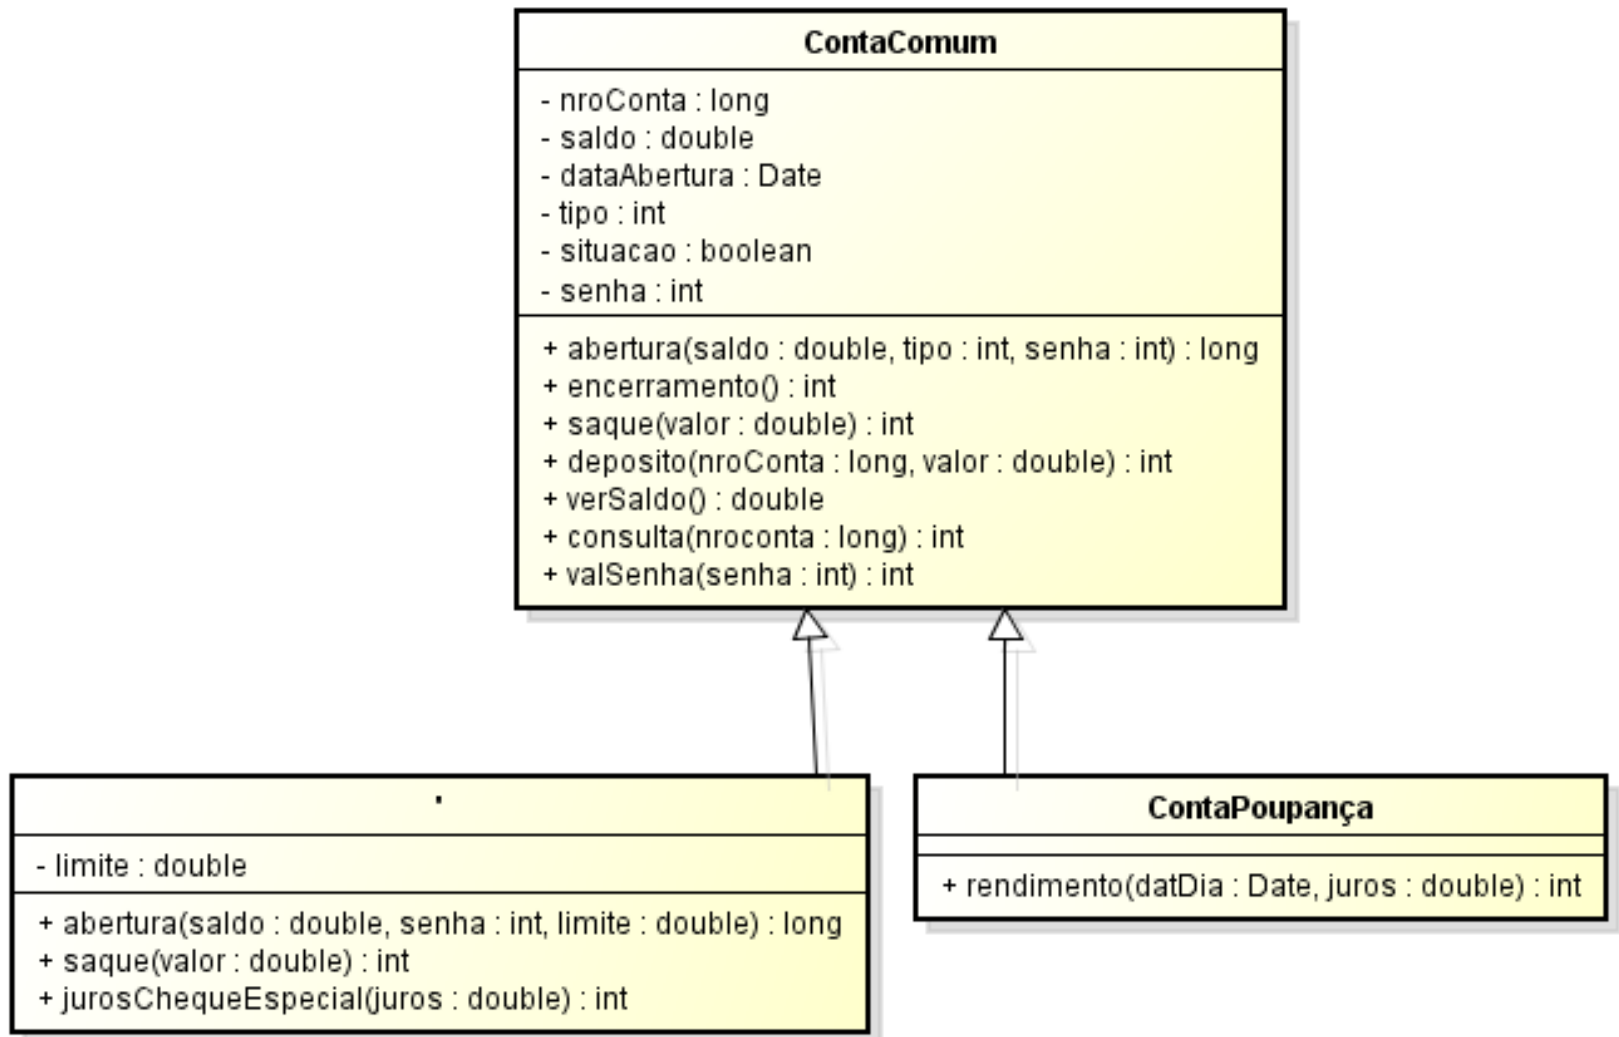 ContaComum
- nroConta : long
- saldo : double
- dataAbertura : Date
- tipo : int
- situacao : boolean
- senha : int
+ abertura(saldo : double, tipo : int, senha : int) : long
+ encerramento() : int
+ saque(valor : double) : int
+ deposito(nroConta : long, valor : double) : int
+ verSaldo() : double
+ consulta(nroconta : long) : int
+ valSenha(senha : int) : int
'
- limite : double
+ abertura(saldo : double, senha : int, limite : double) : long
+ saque(valor : double) : int
+ jurosChequeEspecial(juros : double) : int
ContaPoupança
+ rendimento(datDia : Date, juros : double) : int